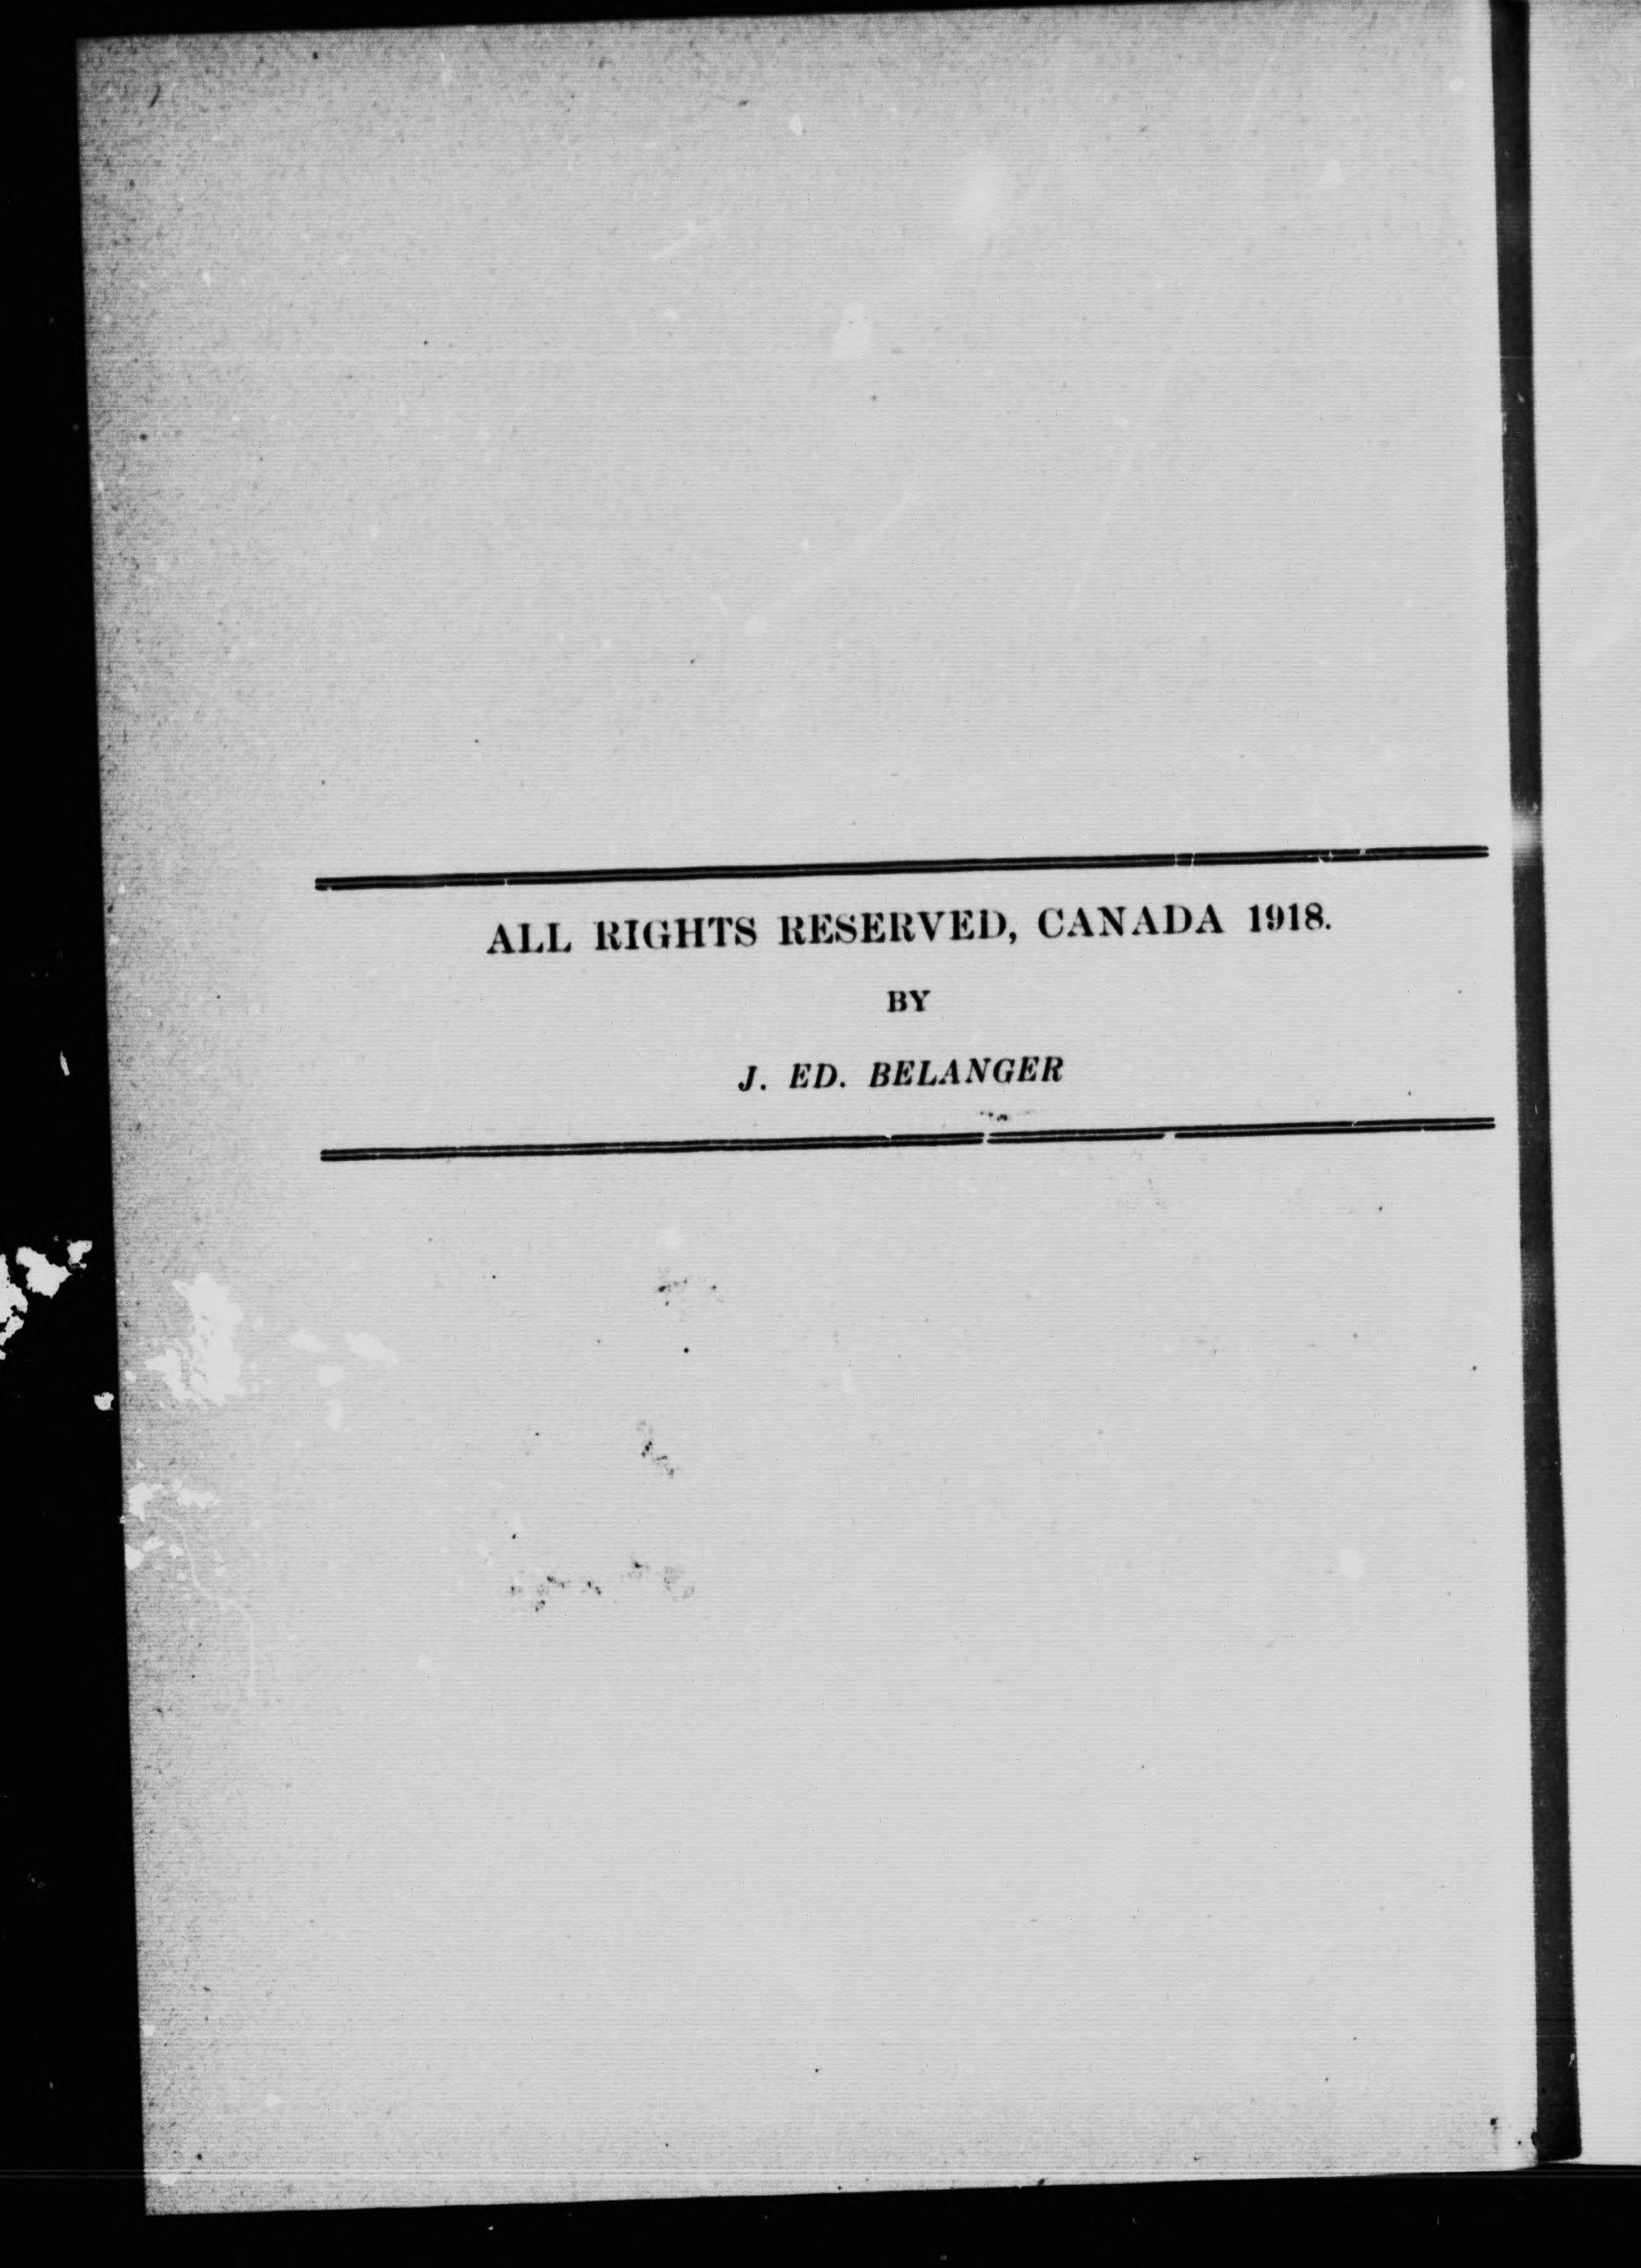 ALL RIGHTS RESERVED, CANADA 1918.
BY
J. ED. BELANGER